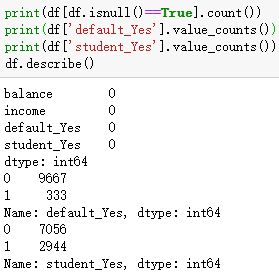 print(df[df.isnull()==True].count())
print(df['default_Yes'].value_counts())
print(df['student_Yes'].value_counts())
df.describe()
balance 0
income 0
default_Yes 0
student_Yes 0
dtype: int64
0 9667
1 333
Name: default_Yes, dtype: int64
0 7056
1 2944
Name: student_Yes, dtype: int64